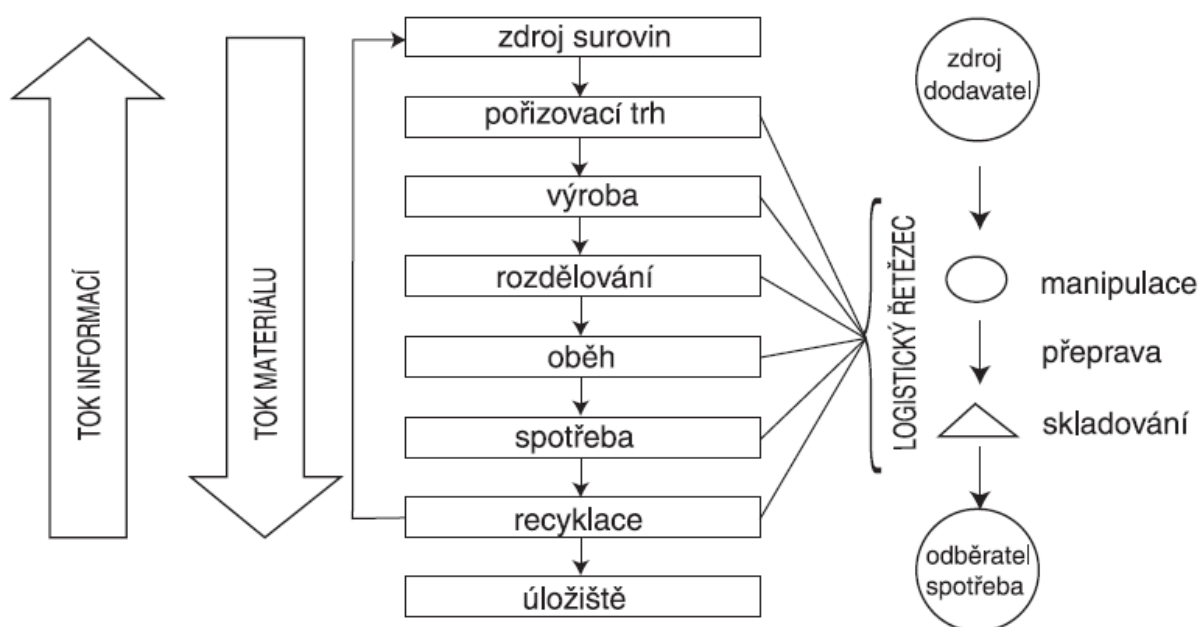 TOK INFORMACÍ
TOK MATERIÁLU
zdroj surovin
pořizovací trh
výroba
rozdělování
oběh
spotřeba
recyklace
úložiště
LOGISTICKÝ ŘETĚZEC
zdroj
dodavatel
manipulace
přeprava
skladování
odběratel
spotřeba